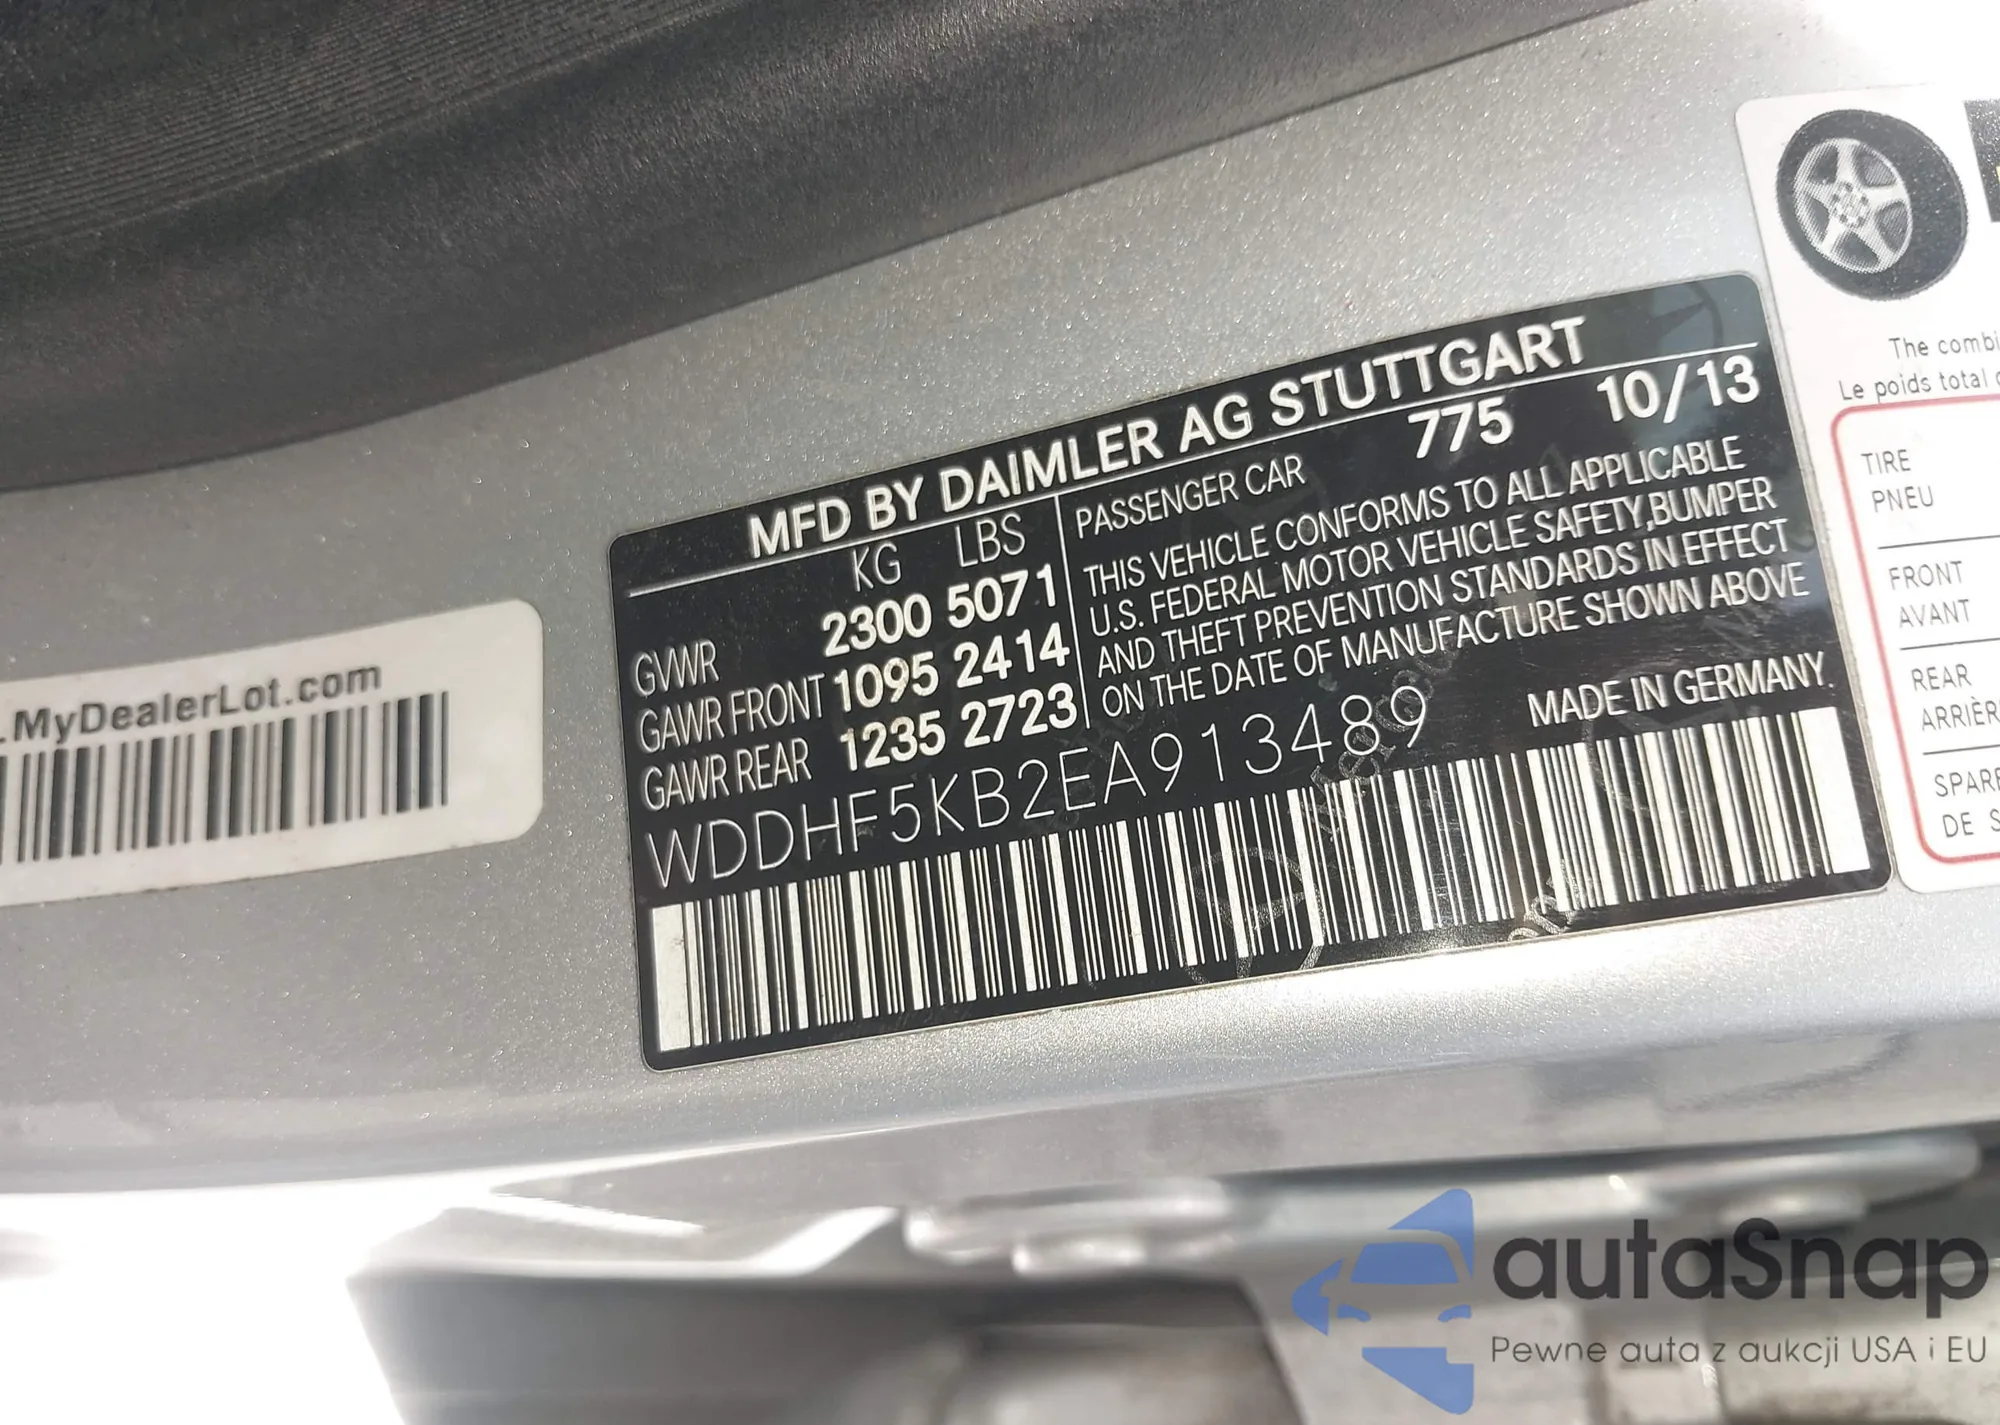 MFD BY DAIMLER AG STUTTGART
KG LBS
GVWR 2300 5071
GAWR FRONT 1095 2414
GAWR REAR 1235 2723
PASSENGER CAR 775 10/13
THIS VEHICLE CONFORMS TO ALL APPLICABLE
U.S. FEDERAL MOTOR VEHICLE SAFETY,BUMPER
AND THEFT PREVENTION STANDARDS IN EFFECT
ON THE DATE OF MANUFACTURE SHOWN ABOVE
WDDHF5KB2EA913489
MADE IN GERMANY
.MyDealerLot.com
The combi
Le poids total
TIRE
PNEU
FRONT
AVANT
REAR
ARRIÈR
SPARE
DE S
autaSnap
Pewne auta z aukcji USA i EU